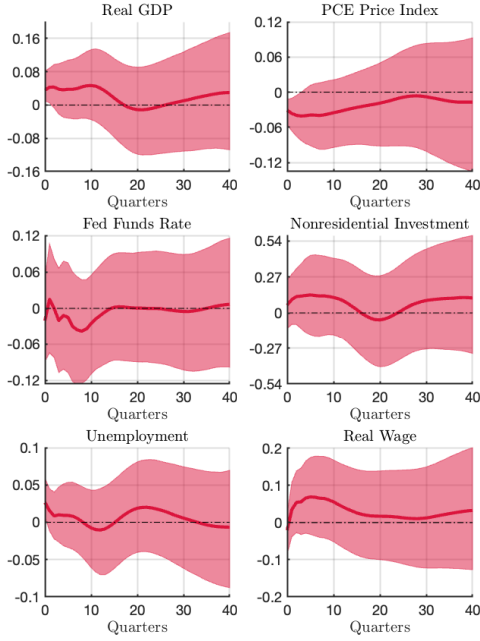 Real GDP
0.16
0.08
0
-0.08
-0.16
0 10 20 30 40
Quarters
PCE Price Index
0.12
0.06
0
-0.06
-0.12
0 10 20 30 40
Quarters
Fed Funds Rate
0.12
0.06
0
-0.06
-0.12
0 10 20 30 40
Quarters
Nonresidential Investment
0.54
0.27
0
-0.27
-0.54
0 10 20 30 40
Quarters
Unemployment
0.1
0.05
0
-0.05
-0.1
0 10 20 30 40
Quarters
Real Wage
0.2
0.1
0
-0.1
-0.2
0 10 20 30 40
Quarters